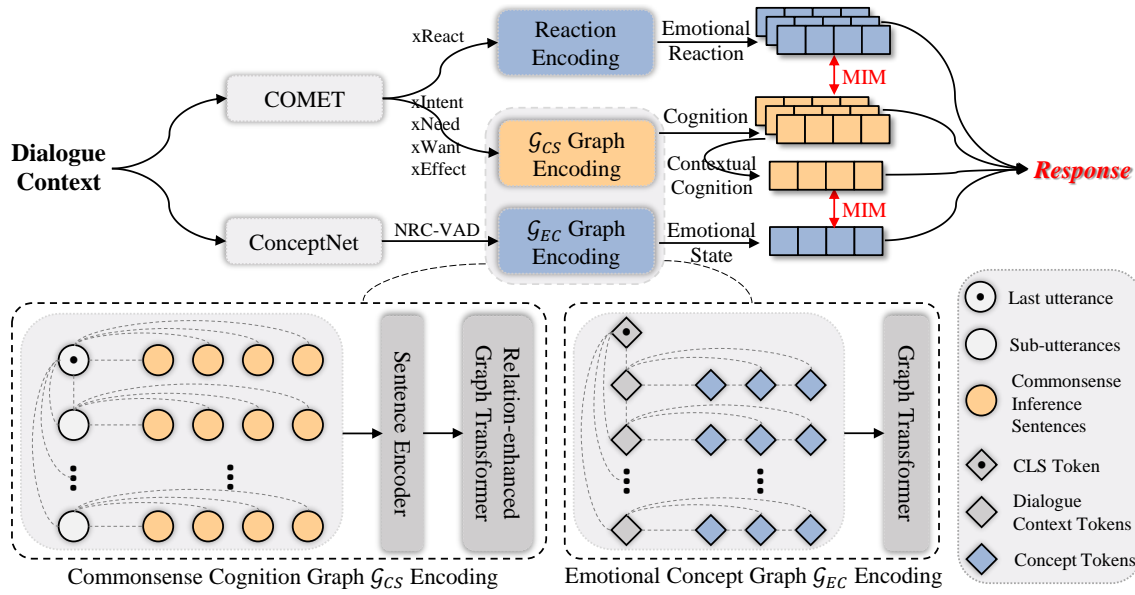 xReact
Reaction
Encoding
Emotional
Reaction
MIM
COMET
xIntent
xNeed
xWant
xEffect
𝒢CS Graph
Encoding
Cognition
Contextual
Cognition
Dialogue
Context
Response
MIM
ConceptNet
NRC-VAD
𝒢EC Graph
Encoding
Emotional
State
Sentence Encoder
Relation-enhanced
Graph Transformer
Commonsense Cognition Graph 𝒢CS Encoding
Graph Transformer
Emotional Concept Graph 𝒢EC Encoding
Last utterance
Sub-utterances
Commonsense
Inference
Sentences
CLS Token
Dialogue
Context Tokens
Concept Tokens